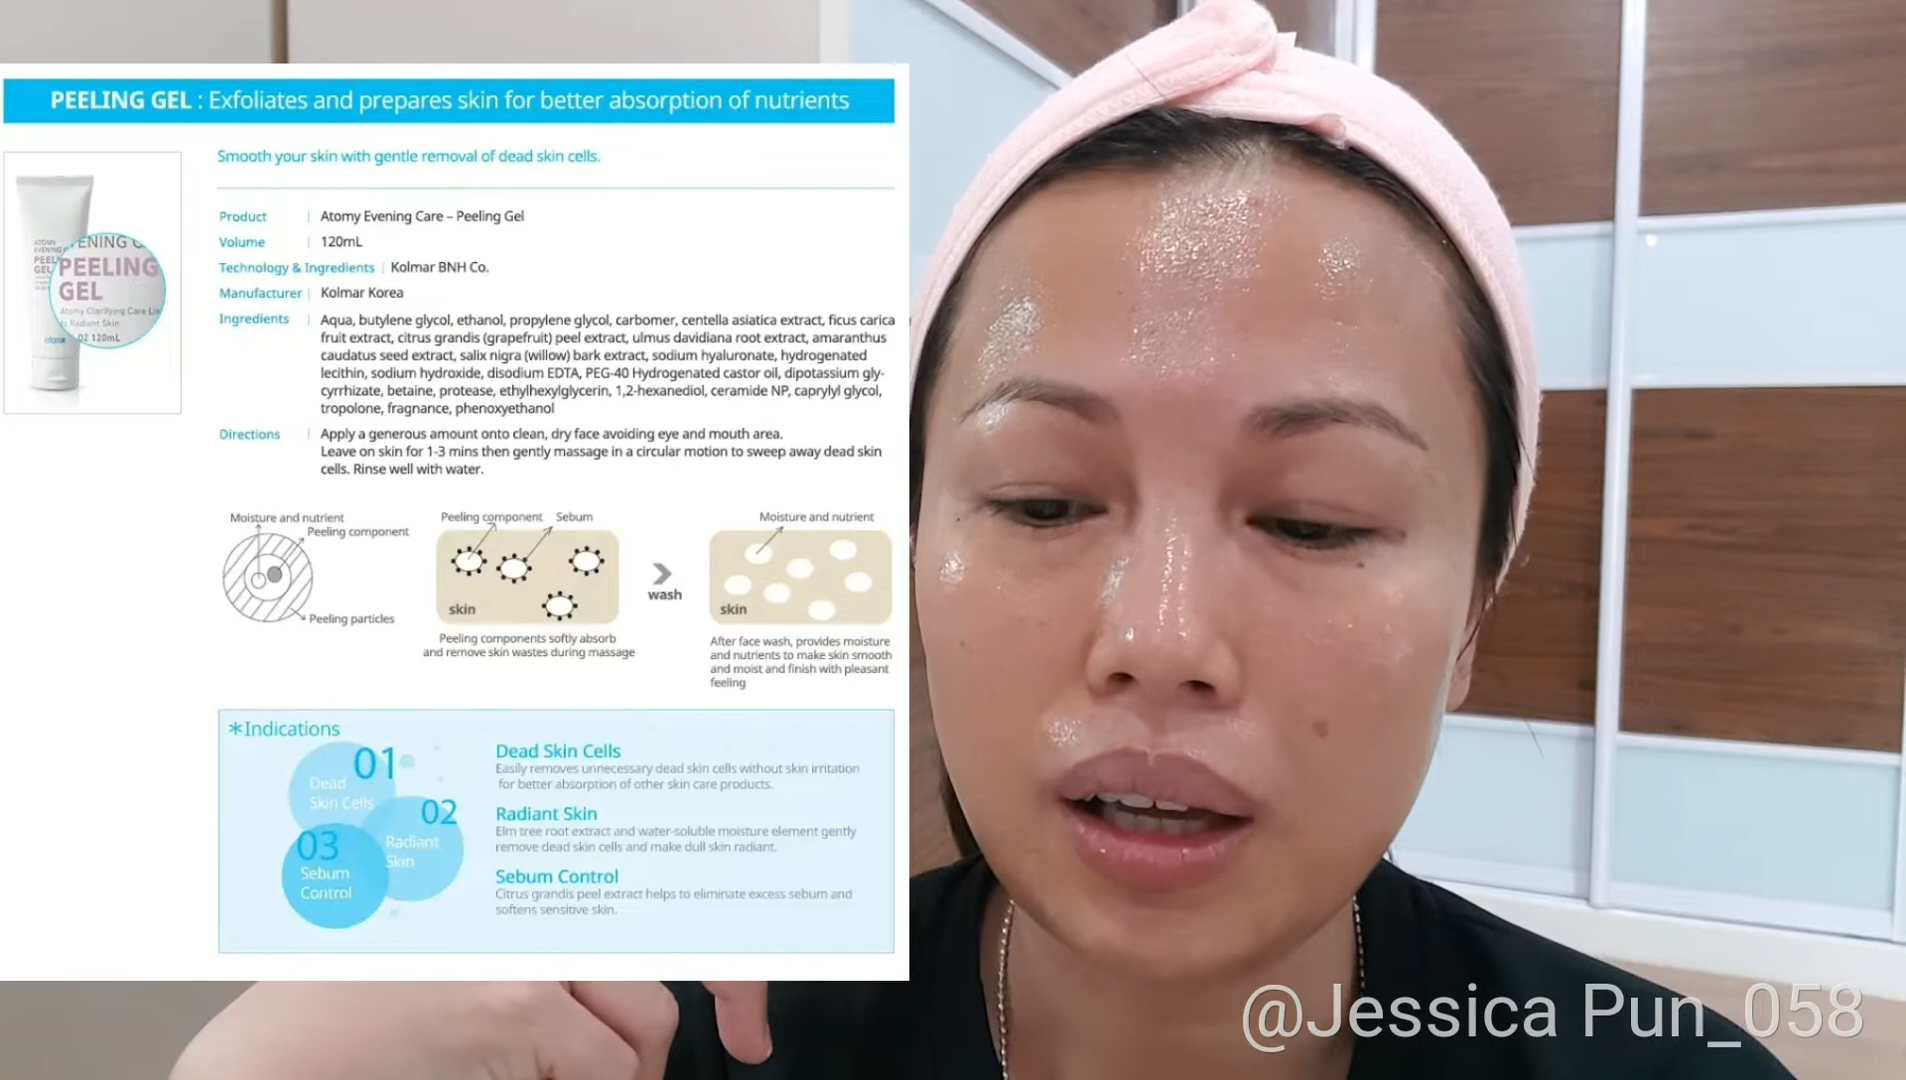 PEELING GEL : Exfoliates and prepares skin for better absorption of nutrients
Smooth your skin with gentle removal of dead skin cells.
EVENING C
PEELING
GEL
Atomy Clarifying Care Lin
to Radiant Skin
OZ 120mL
Product | Atomy Evening Care – Peeling Gel
Volume | 120mL
Technology & Ingredients | Kolmar BNH Co.
Manufacturer | Kolmar Korea
Ingredients | Aqua, butylene glycol, ethanol, propylene glycol, carbomer, centella asiatica extract, ficus carica
fruit extract, citrus grandis (grapefruit) peel extract, ulmus davidiana root extract, amaranthus
caudatus seed extract, salix nigra (willow) bark extract, sodium hyaluronate, hydrogenated
lecithin, sodium hydroxide, disodium EDTA, PEG-40 Hydrogenated castor oil, dipotassium gly-
cyrrhizate, betaine, protease, ethylhexylglycerin, 1,2-hexanediol, ceramide NP, caprylyl glycol,
tropolone, fragnance, phenoxyethanol
Directions | Apply a generous amount onto clean, dry face avoiding eye and mouth area.
Leave on skin for 1-3 mins then gently massage in a circular motion to sweep away dead skin
cells. Rinse well with water.
Moisture and nutrient
Peeling component
Peeling particles
Peeling component Sebum
skin
Peeling components softly absorb
and remove skin wastes during massage
wash
Moisture and nutrient
skin
After face wash, provides moisture
and nutrients to make skin smooth
and moist and finish with pleasant
feeling
*Indications
01
Dead
Skin Cells
02
Radiant
Skin
03
Sebum
Control
Dead Skin Cells
Easily removes unnecessary dead skin cells without skin irritation
for better absorption of other skin care products.
Radiant Skin
Elm tree root extract and water-soluble moisture element gently
remove dead skin cells and make dull skin radiant.
Sebum Control
Citrus grandis peel extract helps to eliminate excess sebum and
softens sensitive skin.
@Jessica Pun_058